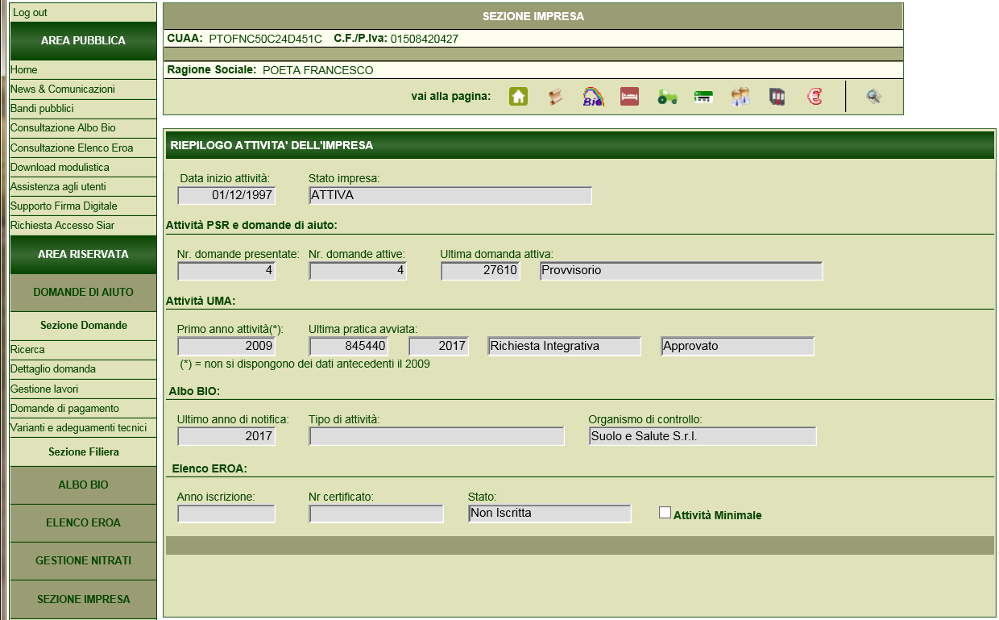 Log out
AREA PUBBLICA
Home
News & Comunicazioni
Bandi pubblici
Consultazione Albo Bio
Consultazione Elenco Eroa
Download modulistica
Assistenza agli utenti
Supporto Firma Digitale
Richiesta Accesso Siar
AREA RISERVATA
DOMANDE DI AIUTO
Sezione Domande
Ricerca
Dettaglio domanda
Gestione lavori
Domande di pagamento
Varianti e adeguamenti tecnici
Sezione Filiera
ALBO BIO
ELENCO EROA
GESTIONE NITRATI
SEZIONE IMPRESA
SEZIONE IMPRESA
CUAA: PTOFNC50C24D451C C.F./P.Iva: 01508420427
Ragione Sociale: POETA FRANCESCO
vai alla pagina:
Bio
RIEPILOGO ATTIVITA' DELL'IMPRESA
Data inizio attività: Stato impresa:
01/12/1997 ATTIVA
Attività PSR e domande di aiuto:
Nr. domande presentate: Nr. domande attive: Ultima domanda attiva:
4 4 27610 Provvisorio
Attività UMA:
Primo anno attività(*): Ultima pratica avviata:
2009 845440 2017 Richiesta Integrativa Approvato
(*) = non si dispongono dei dati antecedenti il 2009
Albo BIO:
Ultimo anno di notifica: Tipo di attività: Organismo di controllo:
2017 Suolo e Salute S.r.l.
Elenco EROA:
Anno iscrizione: Nr certificato: Stato:
Non Iscritta Attività Minimale